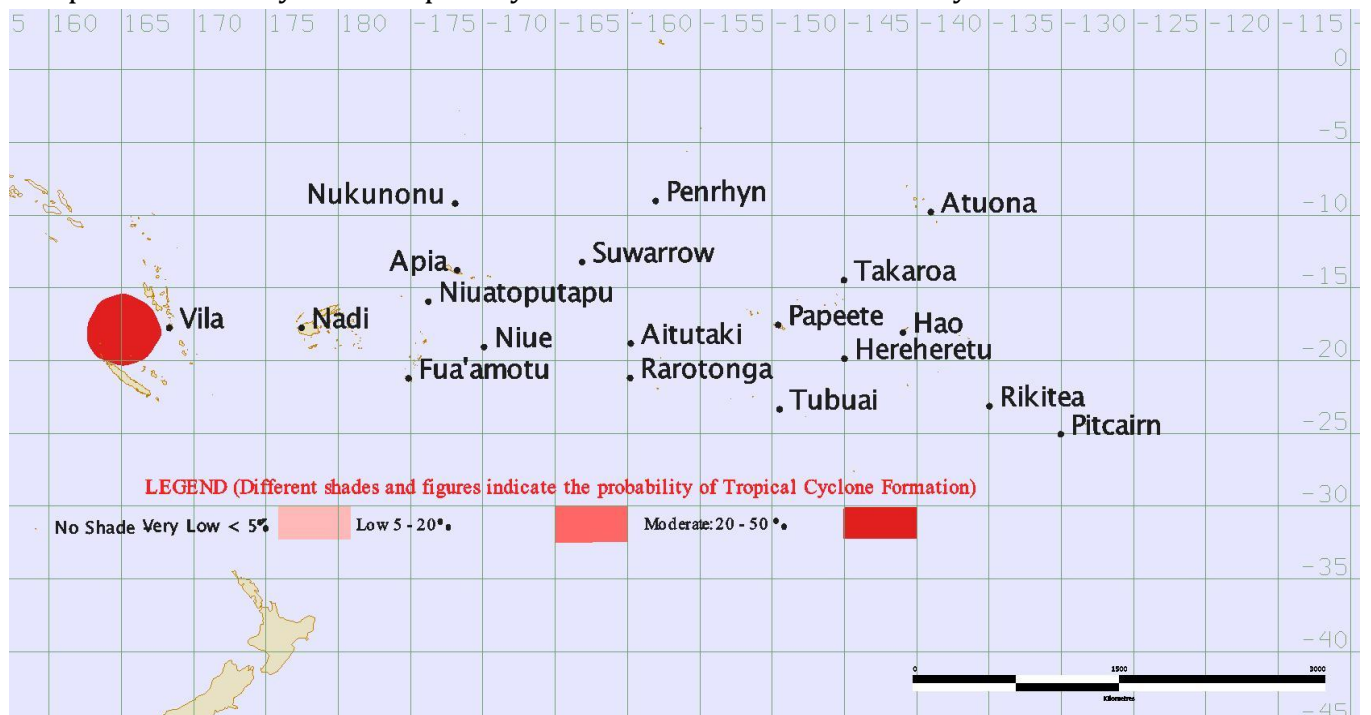 5 160 165 170 175 180 -175 -170 -165 -160 -155 -150 -145 -140 -135 -130 -125 -120 -115
0
-5
Nukunonu Penrhyn Atuona
-10
Apia Suwarrow Takaroa
-15
Niuatoputapu
Vila Nadi Niue Aitutaki Papeete Hao
Hereheretu
-20
Fua'amotu Rarotonga
Tubuai Rikitea
Pitcairn
-25
LEGEND (Different shades and figures indicate the probability of Tropical Cyclone Formation)
-30
No Shade Very Low < 5% Low 5 - 20% Moderate: 20 - 50 %
-35
-40
0 1500 3000
Kilometres
-45